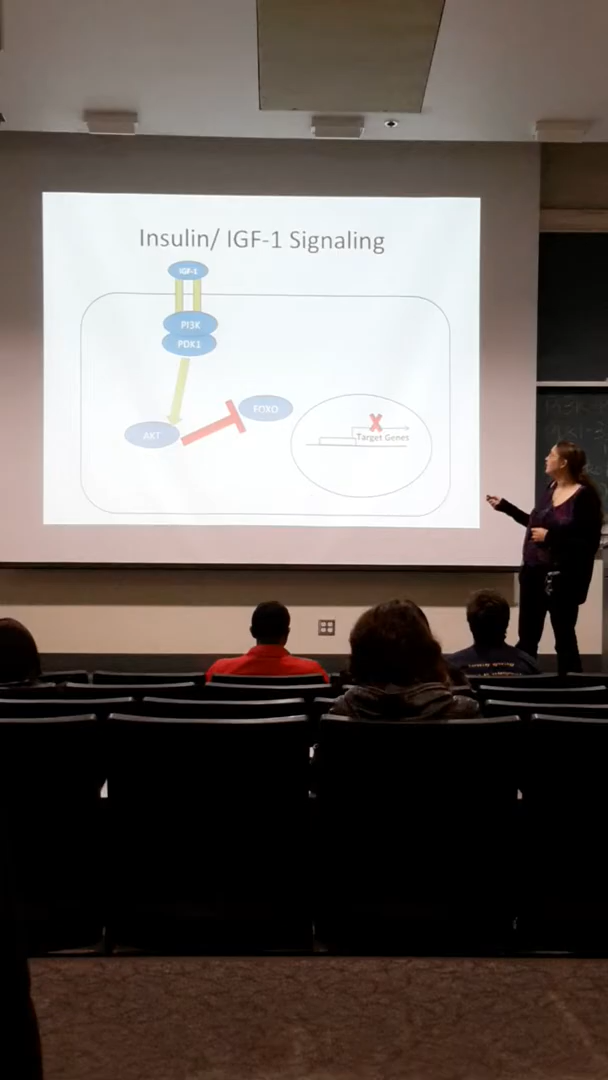 Insulin/ IGF-1 Signaling
IGF-1
PI3K
PDK1
FOXO
AKT
X
Target Genes